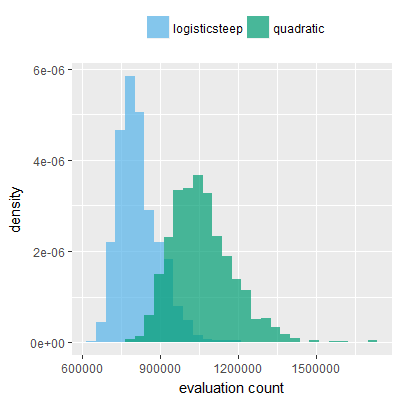 logisticsteep quadratic
6e-06
4e-06
2e-06
0e+00
density
600000 900000 1200000 1500000
evaluation count